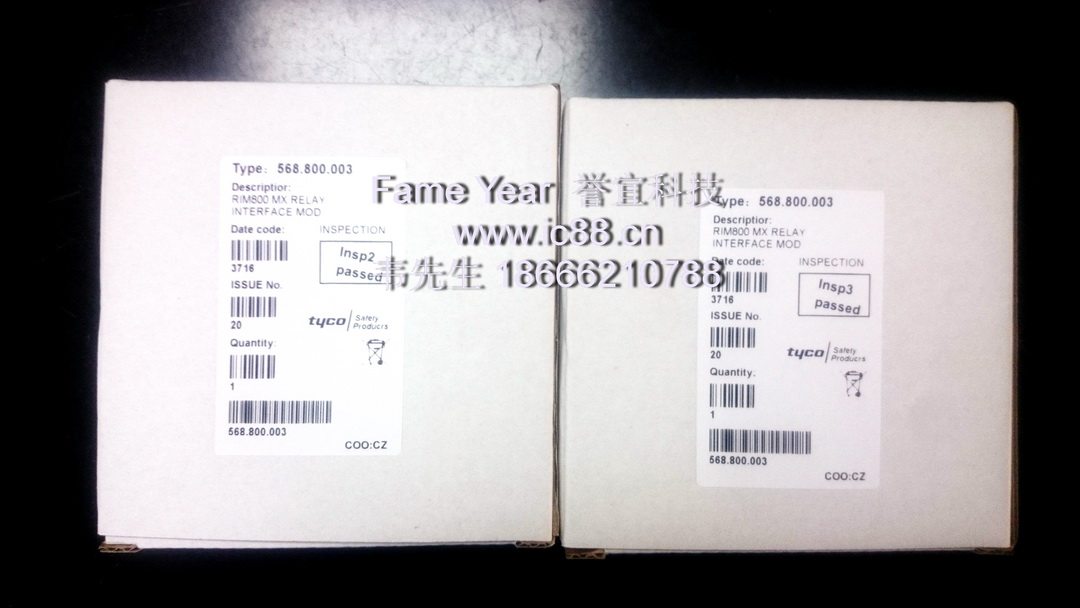 Type: 568.800.003
Descriptior:
RIM800 MX RELAY
INTERFACE MOD
Date code:
INSPECTION
3716
Insp2
passed
ISSUE No.
20
tyco Safety
Products
Quantity:
1
568.800.003
COO:CZ
Fame Year 誉宜科技
www.ic88.cn
韦先生 18666210788
Type: 568.800.003
Descriptior:
RIM800 MX RELAY
INTERFACE MOD
Date code:
INSPECTION
3716
Insp3
passed
ISSUE No.
20
tyco Safety
Products
Quantity:
1
568.800.003
COO:CZ